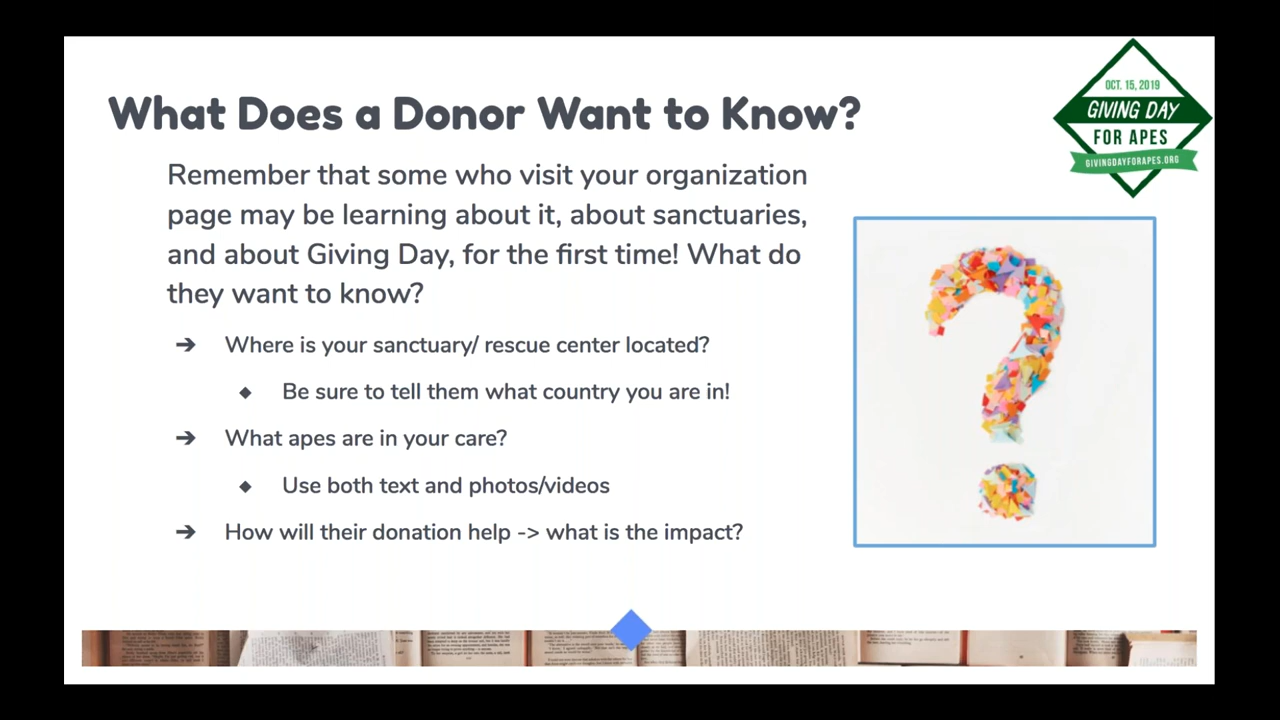 What Does a Donor Want to Know?
OCT. 15, 2019
GIVING DAY
FOR APES
GIVINGDAYFORAPES.ORG
Remember that some who visit your organization
page may be learning about it, about sanctuaries,
and about Giving Day, for the first time! What do
they want to know?
➔ Where is your sanctuary/ rescue center located?
◆ Be sure to tell them what country you are in!
➔ What apes are in your care?
◆ Use both text and photos/videos
➔ How will their donation help -> what is the impact?